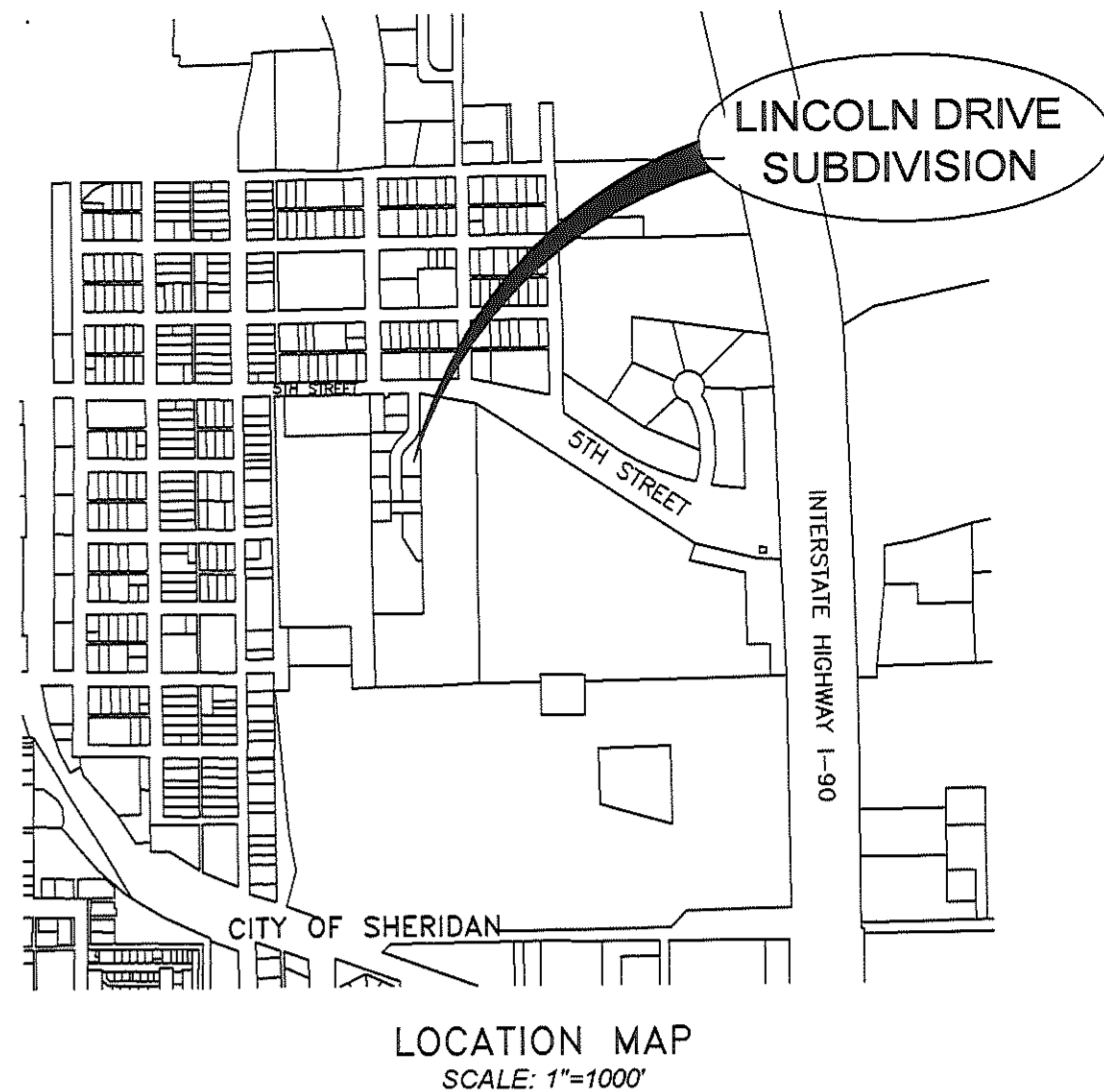 LINCOLN DRIVE
SUBDIVISION
5TH STREET
5TH STREET
INTERSTATE HIGHWAY I-90
CITY OF SHERIDAN
LOCATION MAP
SCALE: 1"=1000'